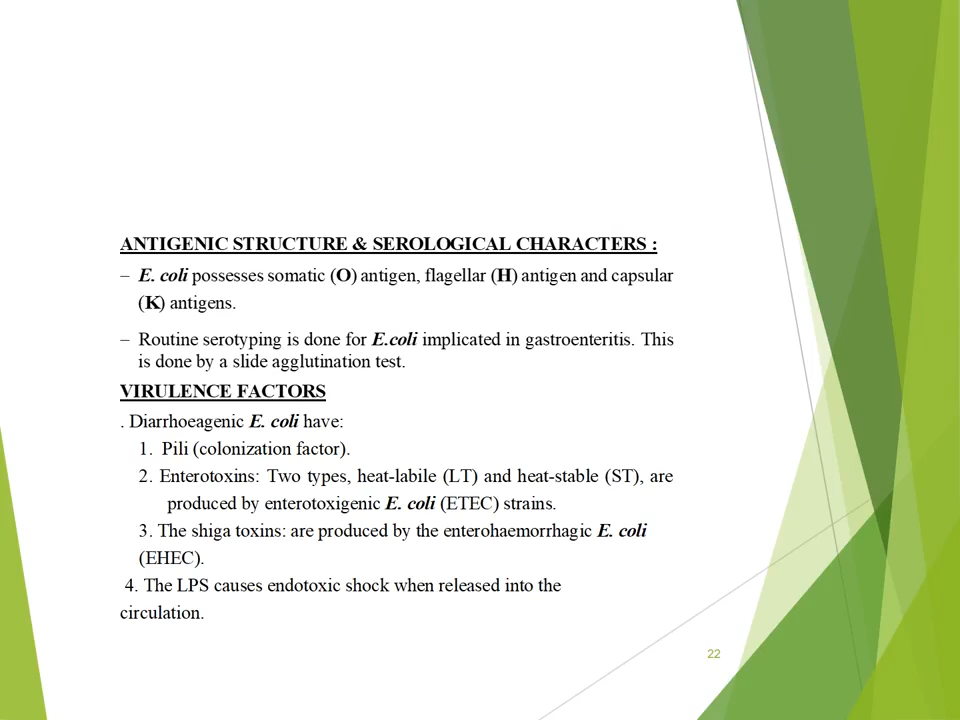 ANTIGENIC STRUCTURE & SEROLOGICAL CHARACTERS :
– E. coli possesses somatic (O) antigen, flagellar (H) antigen and capsular
(K) antigens.
– Routine serotyping is done for E.coli implicated in gastroenteritis. This
is done by a slide agglutination test.
VIRULENCE FACTORS
. Diarrhoeagenic E. coli have:
1. Pili (colonization factor).
2. Enterotoxins: Two types, heat-labile (LT) and heat-stable (ST), are
produced by enterotoxigenic E. coli (ETEC) strains.
3. The shiga toxins: are produced by the enterohaemorrhagic E. coli
(EHEC).
4. The LPS causes endotoxic shock when released into the
circulation.
22